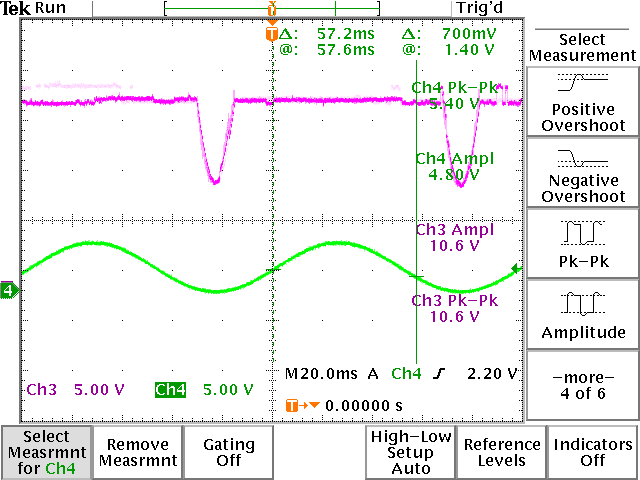 Tek Run
Trig'd
Δ: 57.2ms
Δ: 700mV
@: 57.6ms
@: 1.40 V
Ch4 Pk-Pk
5.40 V
Ch4 Ampl
4.80 V
Ch3 Ampl
10.6 V
Ch3 Pk-Pk
10.6 V
4
Ch3 5.00 V
Ch4 5.00 V
M20.0ms A Ch4 2.20 V
T 0.00000 s
T
T
Select
Measurement
Positive
Overshoot
Negative
Overshoot
Pk-Pk
Amplitude
-more-
4 of 6
Select
Measrmnt
for Ch4
Remove
Measrmnt
Gating
Off
High-Low
Setup
Auto
Reference
Levels
Indicators
Off